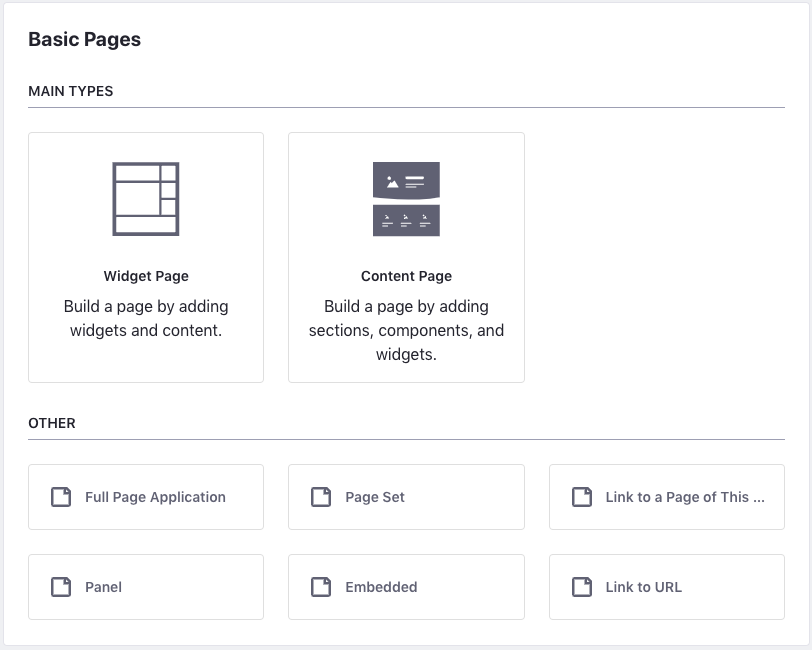 Basic Pages
MAIN TYPES
Widget Page
Build a page by adding
widgets and content.
Content Page
Build a page by adding
sections, components, and
widgets.
OTHER
Full Page Application
Page Set
Link to a Page of This ...
Panel
Embedded
Link to URL